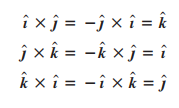 î × ĵ = −ĵ × î = k̂
ĵ × k̂ = −k̂ × ĵ = î
k̂ × î = −î × k̂ = ĵ